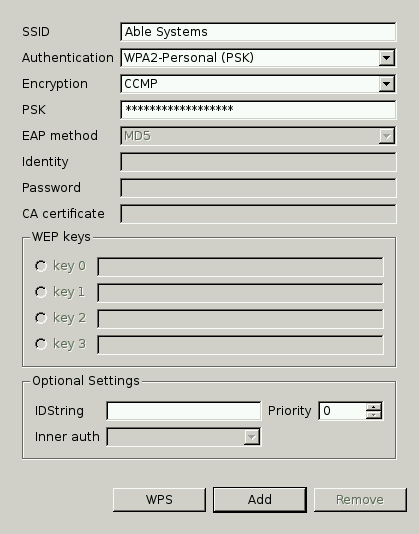 SSID Able Systems
Authentication WPA2-Personal (PSK)
Encryption CCMP
PSK ******************
EAP method MD5
Identity
Password
CA certificate
WEP keys
key 0
key 1
key 2
key 3
Optional Settings
IDString Priority 0
Inner auth
WPS Add Remove